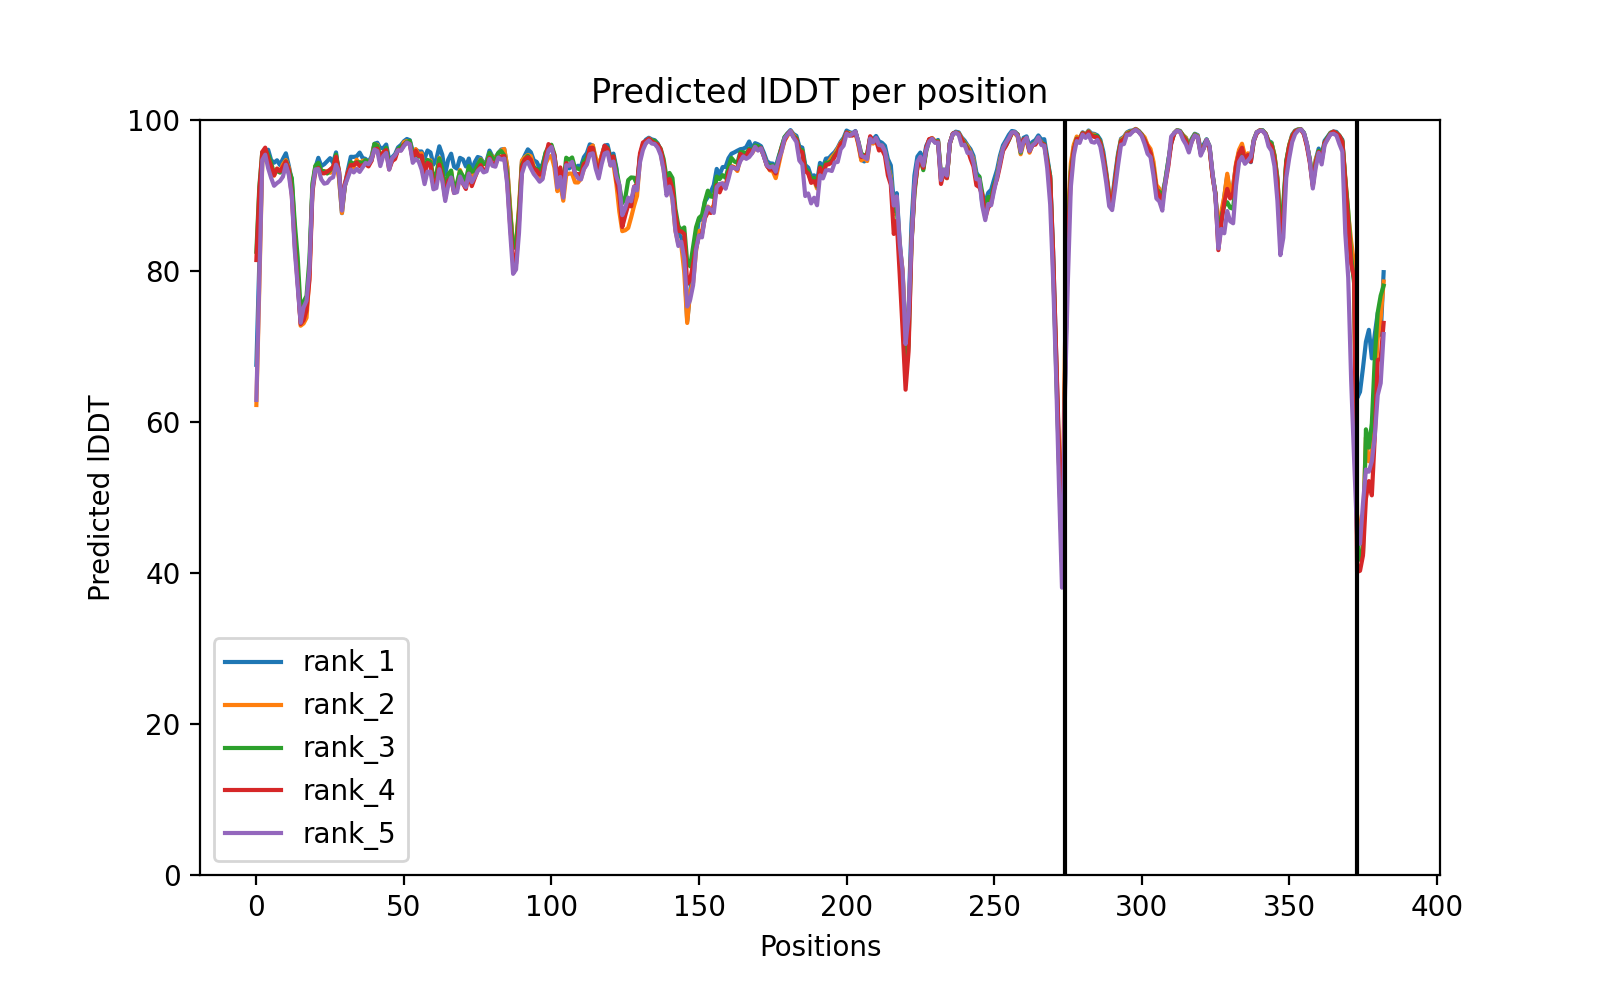 Predicted lDDT per position
100
80
60
40
20
0
Predicted lDDT
rank_1
rank_2
rank_3
rank_4
rank_5
0 50 100 150 200 250 300 350 400
Positions